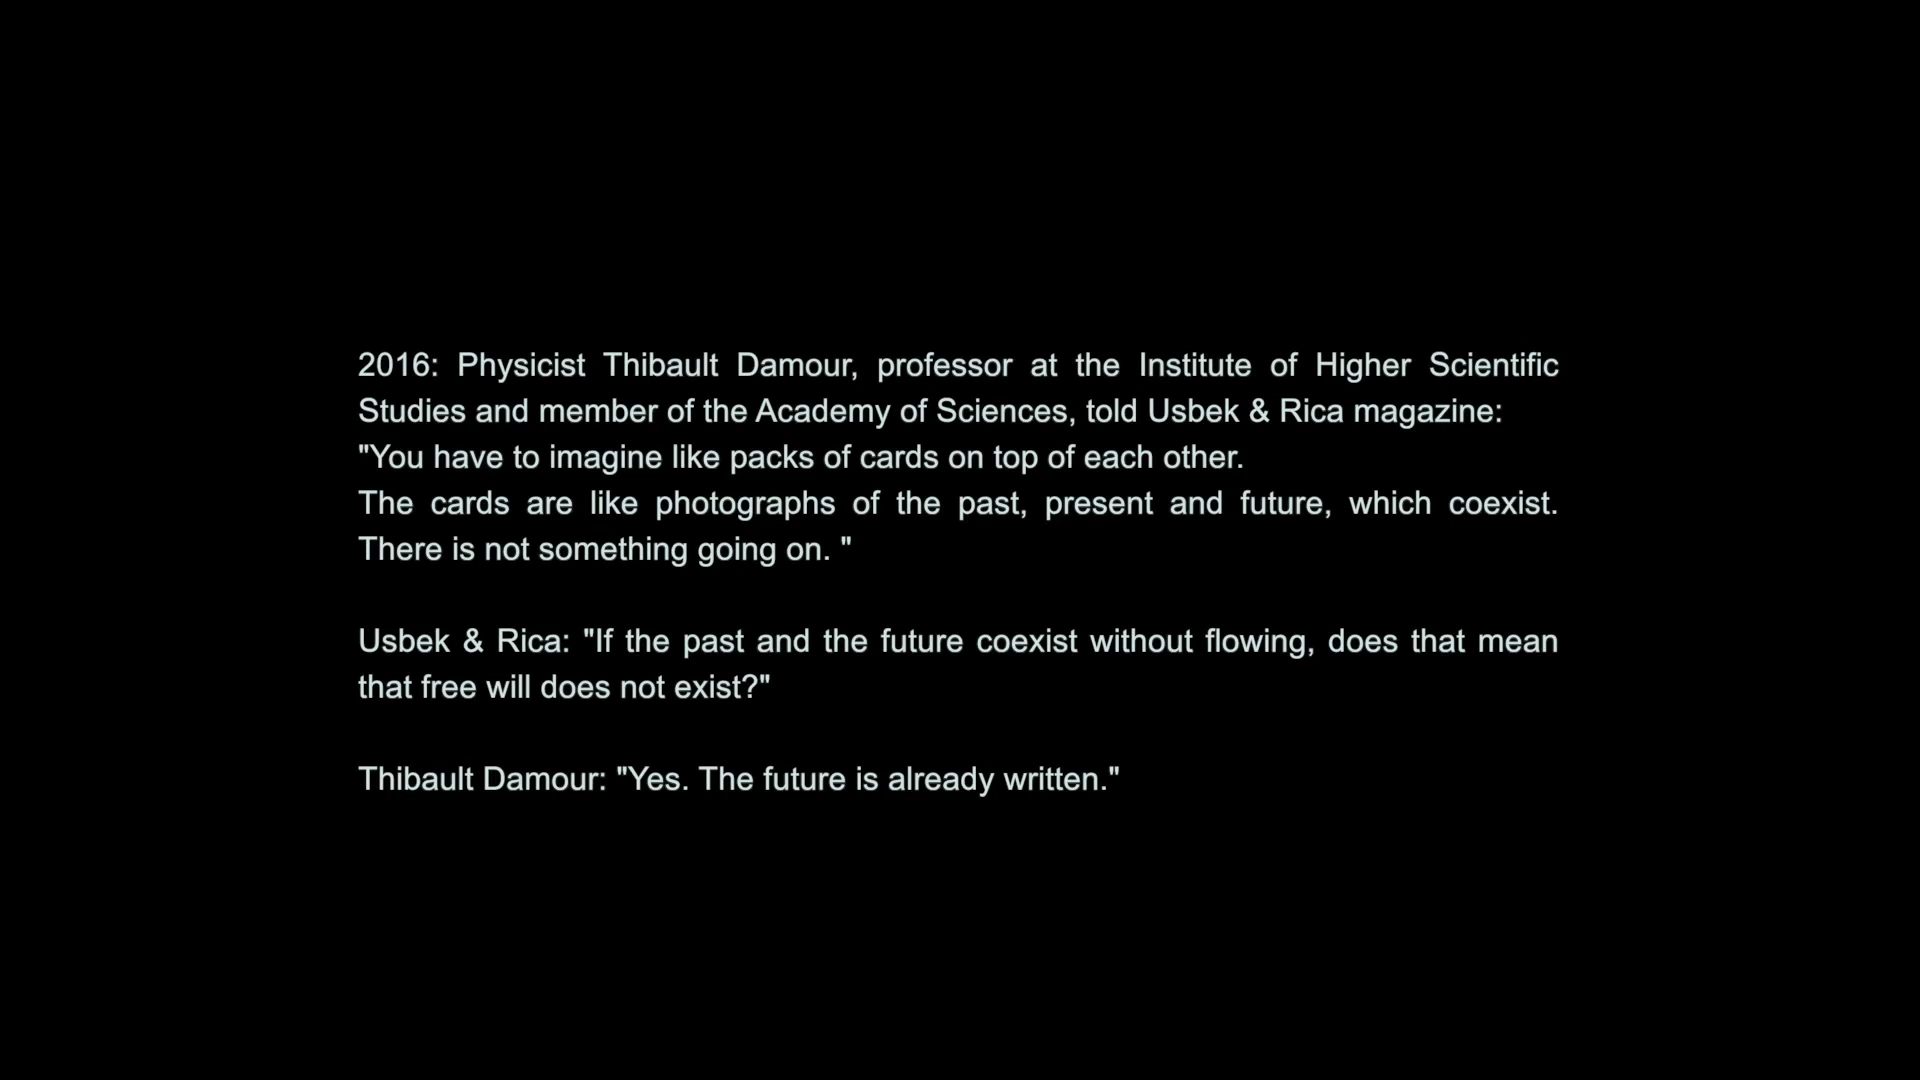 2016: Physicist Thibault Damour, professor at the Institute of Higher Scientific
Studies and member of the Academy of Sciences, told Usbek & Rica magazine:
"You have to imagine like packs of cards on top of each other.
The cards are like photographs of the past, present and future, which coexist.
There is not something going on. "
Usbek & Rica: "If the past and the future coexist without flowing, does that mean
that free will does not exist?"
Thibault Damour: "Yes. The future is already written."